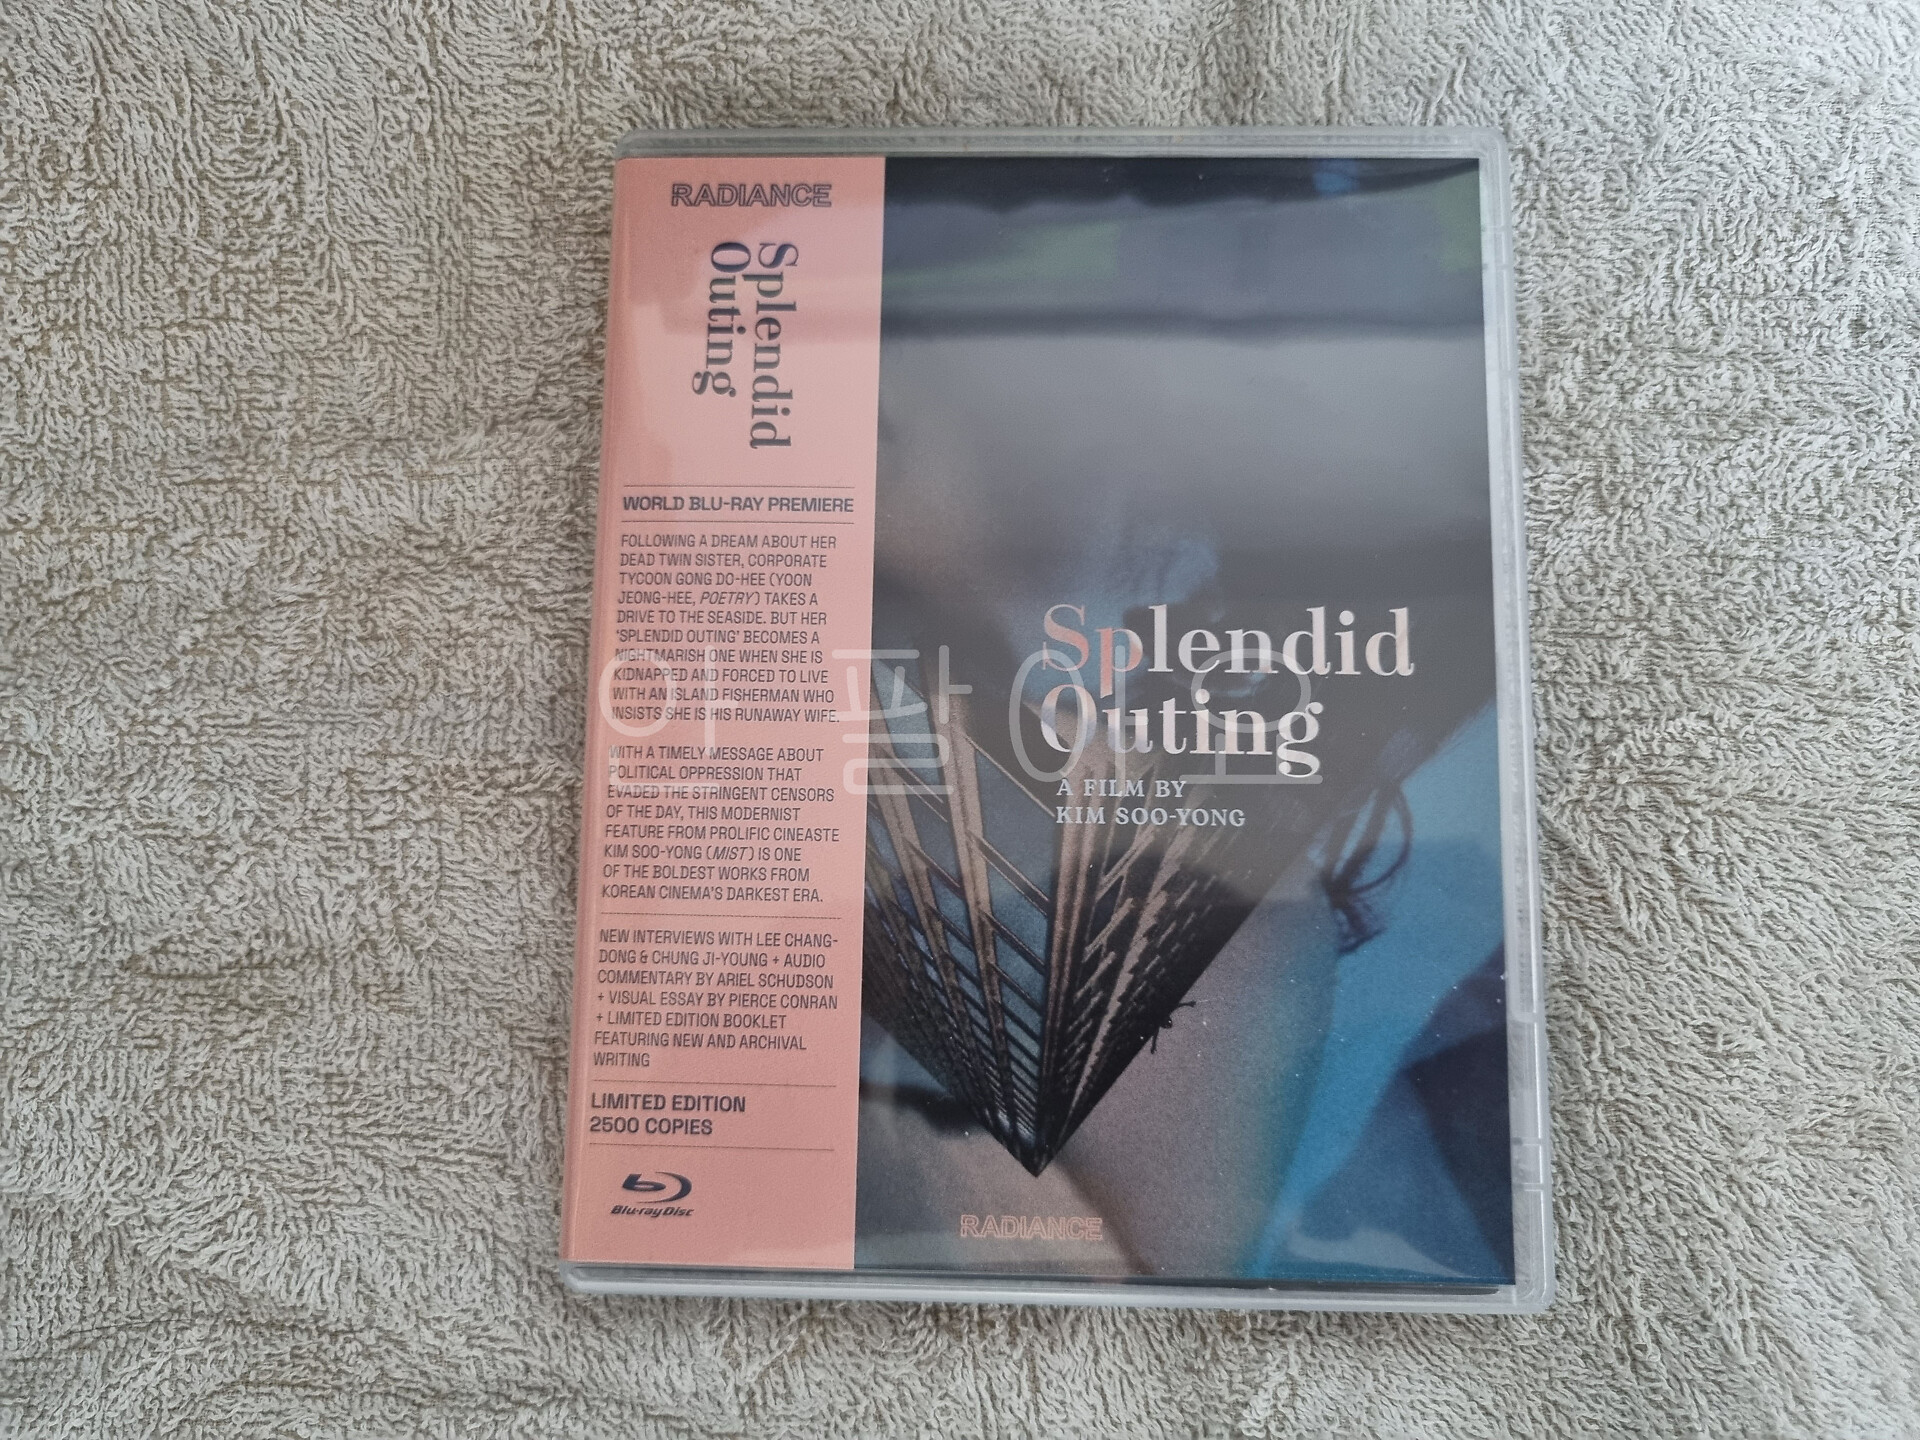 RADIANCE
Splendid
Outing
WORLD BLU-RAY PREMIERE
FOLLOWING A DREAM ABOUT HER
DEAD TWIN SISTER, CORPORATE
TYCOON GONG DO-HEE (YOON
JEONG-HEE, POETRY) TAKES A
DRIVE TO THE SEASIDE. BUT HER
'SPLENDID OUTING' BECOMES A
NIGHTMARISH ONE WHEN SHE IS
KIDNAPPED AND FORCED TO LIVE
WITH AN ISLAND FISHERMAN WHO
INSISTS SHE IS HIS RUNAWAY WIFE.
WITH A TIMELY MESSAGE ABOUT
POLITICAL OPPRESSION THAT
EVADED THE STRINGENT CENSORS
OF THE DAY, THIS MODERNIST
FEATURE FROM PROLIFIC CINEASTE
KIM SOO-YONG (MIST) IS ONE
OF THE BOLDEST WORKS FROM
KOREAN CINEMA'S DARKEST ERA.
NEW INTERVIEWS WITH LEE CHANG-
DONG & CHUNG JI-YOUNG + AUDIO
COMMENTARY BY ARIEL SCHUDSON
+ VISUAL ESSAY BY PIERCE CONRAN
+ LIMITED EDITION BOOKLET
FEATURING NEW AND ARCHIVAL
WRITING
LIMITED EDITION
2500 COPIES
Blu-ray Disc
Splendid
Outing
A FILM BY
KIM SOO-YONG
RADIANCE
아팜아오